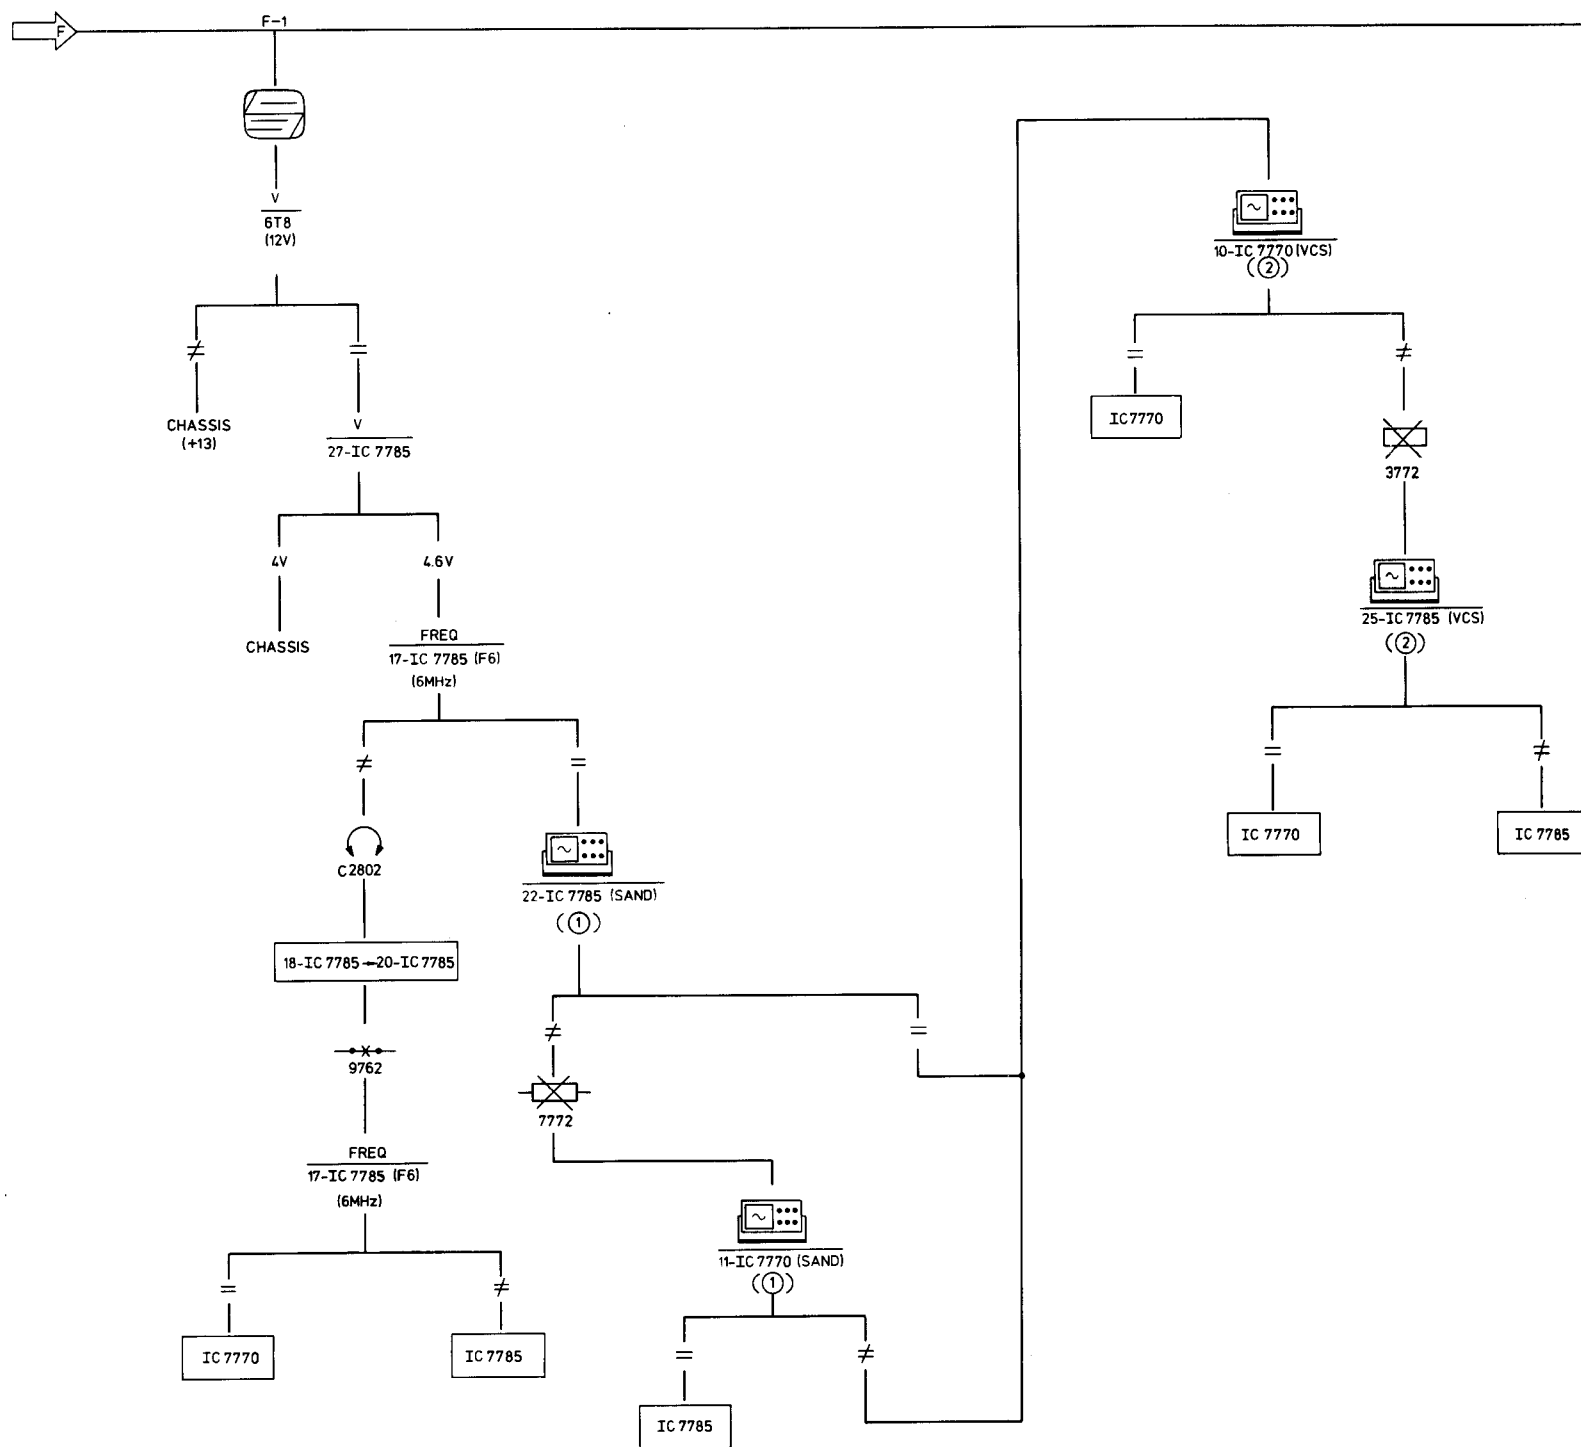 F
F-1
V
6T8
(12V)
≠
=
CHASSIS
(+13)
V
27-IC 7785
4V
4.6V
CHASSIS
FREQ
17-IC 7785 (F6)
(6MHz)
≠
=
C2802
22-IC 7785 (SAND)
(①)
18-IC 7785→20-IC 7785
≠
=
9762
7772
FREQ
17-IC 7785 (F6)
(6MHz)
11-IC 7770 (SAND)
(①)
=
≠
IC 7770
IC 7785
=
≠
IC 7785
10-IC 7770 (VCS)
(②)
=
≠
IC7770
3772
25-IC 7785 (VCS)
(②)
=
≠
IC 7770
IC 7785